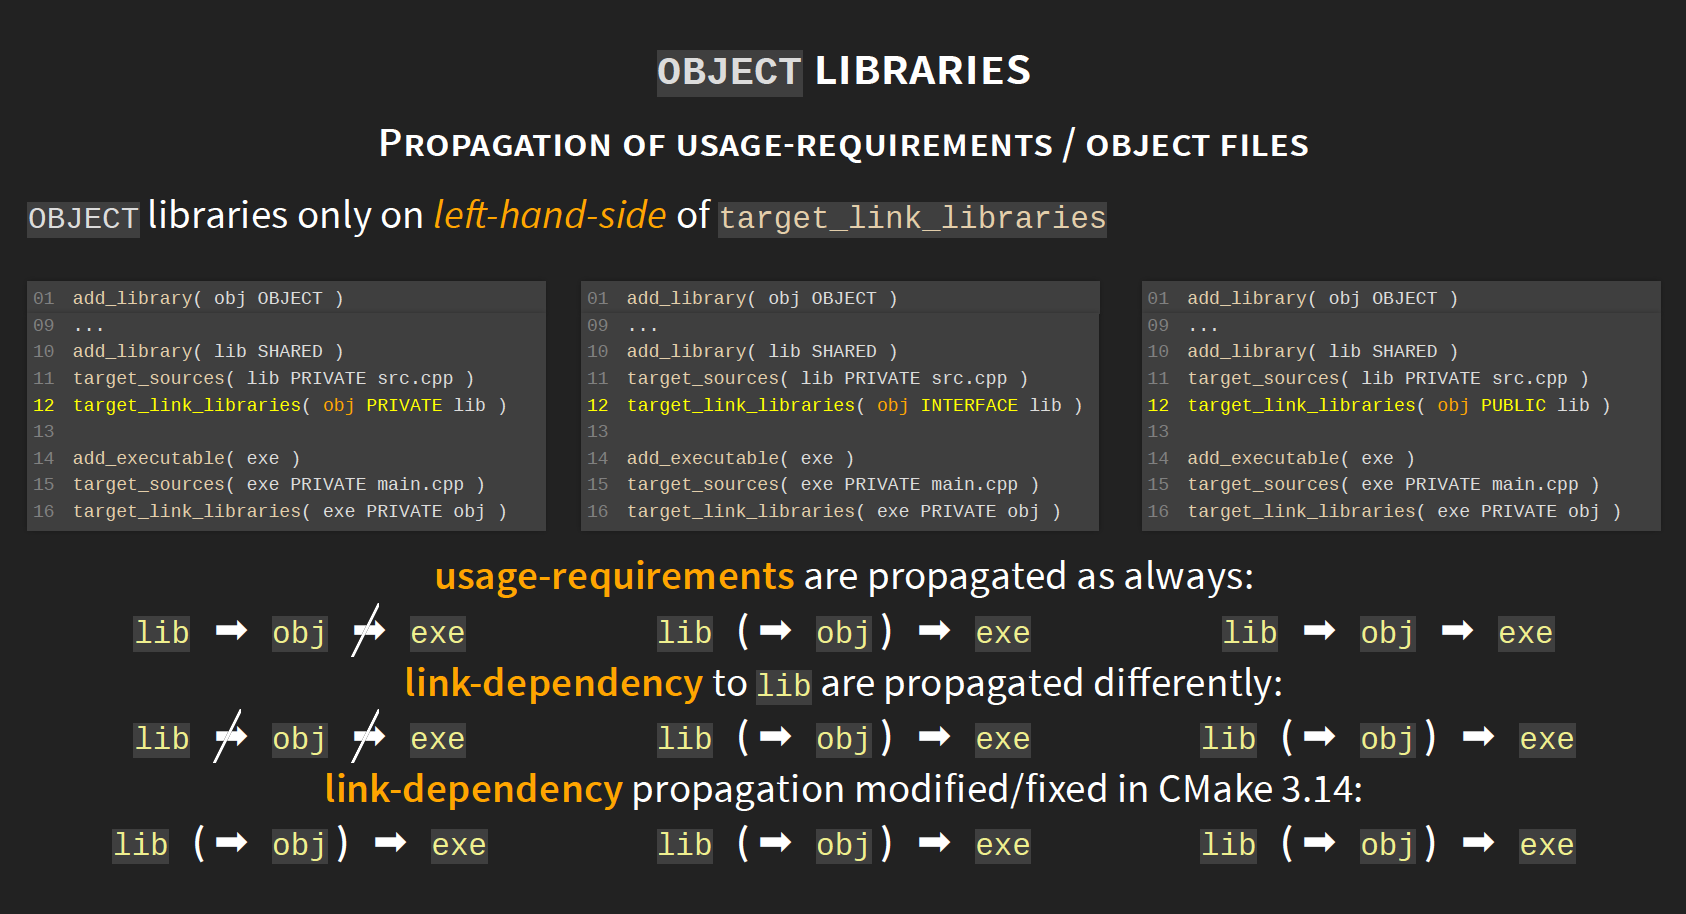 OBJECT LIBRARIES
PROPAGATION OF USAGE-REQUIREMENTS / OBJECT FILES
OBJECT libraries only on left-hand-side of target_link_libraries
01 add_library( obj OBJECT )
09 ...
10 add_library( lib SHARED )
11 target_sources( lib PRIVATE src.cpp )
12 target_link_libraries( obj PRIVATE lib )
13
14 add_executable( exe )
15 target_sources( exe PRIVATE main.cpp )
16 target_link_libraries( exe PRIVATE obj )
01 add_library( obj OBJECT )
09 ...
10 add_library( lib SHARED )
11 target_sources( lib PRIVATE src.cpp )
12 target_link_libraries( obj INTERFACE lib )
13
14 add_executable( exe )
15 target_sources( exe PRIVATE main.cpp )
16 target_link_libraries( exe PRIVATE obj )
01 add_library( obj OBJECT )
09 ...
10 add_library( lib SHARED )
11 target_sources( lib PRIVATE src.cpp )
12 target_link_libraries( obj PUBLIC lib )
13
14 add_executable( exe )
15 target_sources( exe PRIVATE main.cpp )
16 target_link_libraries( exe PRIVATE obj )
usage-requirements are propagated as always:
lib ➡ obj ➡̸ exe lib (➡ obj) ➡ exe lib ➡ obj ➡ exe
link-dependency to lib are propagated differently:
lib ➡̸ obj ➡̸ exe lib (➡ obj) ➡ exe lib (➡ obj) ➡ exe
link-dependency propagation modified/fixed in CMake 3.14:
lib (➡ obj) ➡ exe lib (➡ obj) ➡ exe lib (➡ obj) ➡ exe